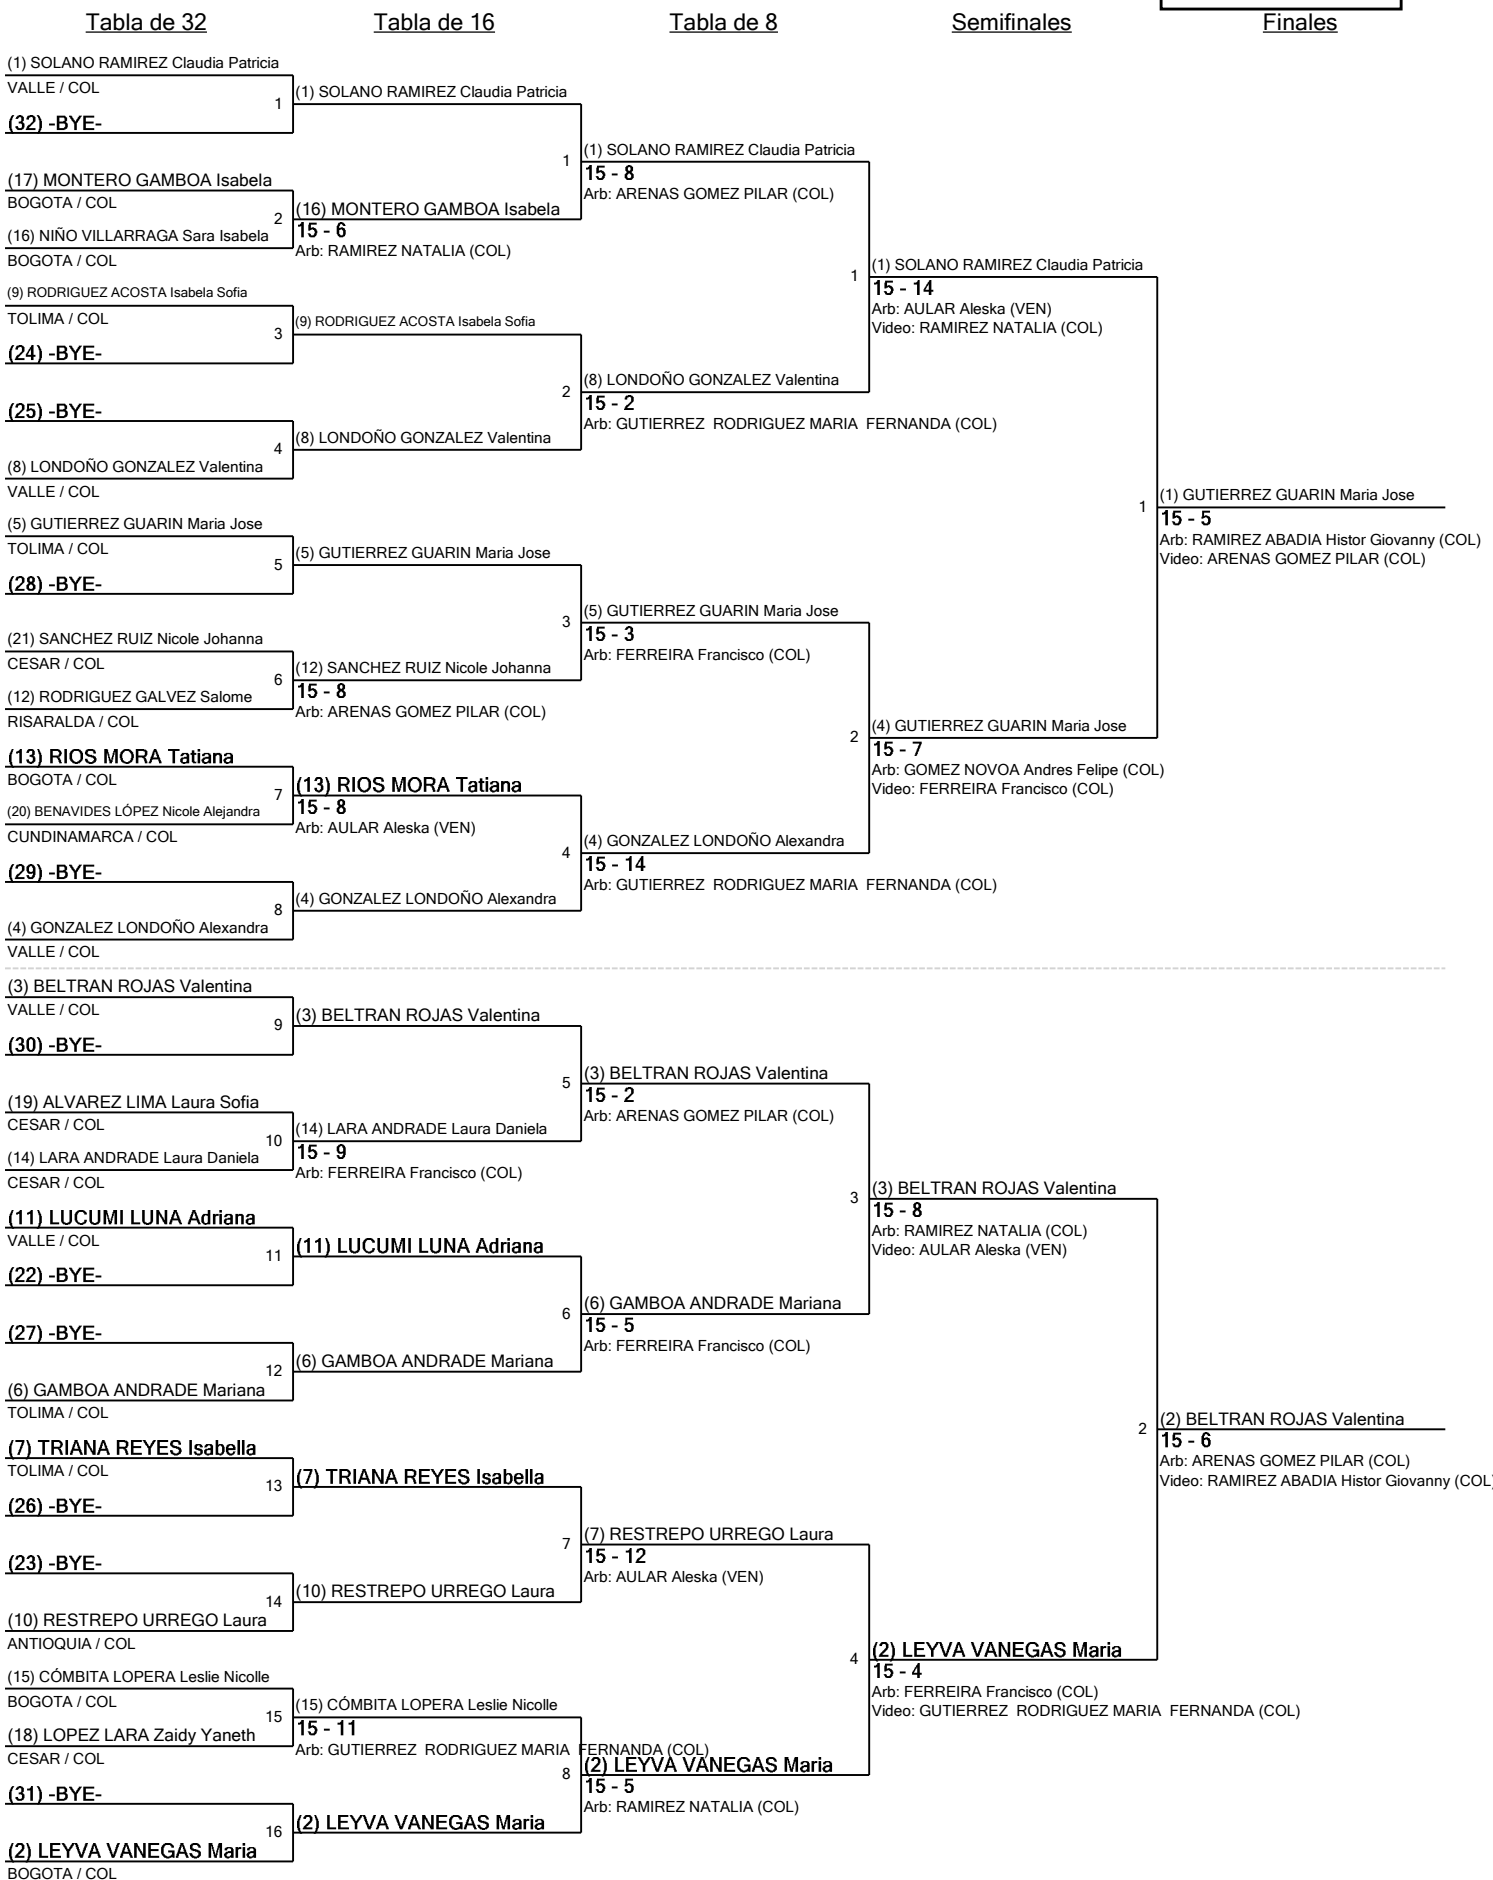 Tabla de 32
Tabla de 16
Tabla de 8
Semifinales
Finales
(1) SOLANO RAMIREZ Claudia Patricia
VALLE / COL
1
(32) -BYE-
(17) MONTERO GAMBOA Isabela
BOGOTA / COL
2
(16) NIÑO VILLARRAGA Sara Isabela
BOGOTA / COL
(9) RODRIGUEZ ACOSTA Isabela Sofia
TOLIMA / COL
3
(24) -BYE-
(25) -BYE-
4
(8) LONDOÑO GONZALEZ Valentina
VALLE / COL
(5) GUTIERREZ GUARIN Maria Jose
TOLIMA / COL
5
(28) -BYE-
(21) SANCHEZ RUIZ Nicole Johanna
CESAR / COL
6
(12) RODRIGUEZ GALVEZ Salome
RISARALDA / COL
(13) RIOS MORA Tatiana
BOGOTA / COL
7
(20) BENAVIDES LÓPEZ Nicole Alejandra
CUNDINAMARCA / COL
(29) -BYE-
8
(4) GONZALEZ LONDOÑO Alexandra
VALLE / COL
(3) BELTRAN ROJAS Valentina
VALLE / COL
9
(30) -BYE-
(19) ALVAREZ LIMA Laura Sofia
CESAR / COL
10
(14) LARA ANDRADE Laura Daniela
CESAR / COL
(11) LUCUMI LUNA Adriana
VALLE / COL
11
(22) -BYE-
(27) -BYE-
12
(6) GAMBOA ANDRADE Mariana
TOLIMA / COL
(7) TRIANA REYES Isabella
TOLIMA / COL
13
(26) -BYE-
(23) -BYE-
14
(10) RESTREPO URREGO Laura
ANTIOQUIA / COL
(15) CÓMBITA LOPERA Leslie Nicolle
BOGOTA / COL
15
(18) LOPEZ LARA Zaidy Yaneth
CESAR / COL
(31) -BYE-
16
(2) LEYVA VANEGAS Maria
BOGOTA / COL
(1) SOLANO RAMIREZ Claudia Patricia
1
(16) MONTERO GAMBOA Isabela
15 - 6
Arb: RAMIREZ NATALIA (COL)
(9) RODRIGUEZ ACOSTA Isabela Sofia
2
(8) LONDOÑO GONZALEZ Valentina
(5) GUTIERREZ GUARIN Maria Jose
3
(12) SANCHEZ RUIZ Nicole Johanna
15 - 8
Arb: ARENAS GOMEZ PILAR (COL)
(13) RIOS MORA Tatiana
15 - 8
Arb: AULAR Aleska (VEN)
4
(4) GONZALEZ LONDOÑO Alexandra
(3) BELTRAN ROJAS Valentina
5
(14) LARA ANDRADE Laura Daniela
15 - 9
Arb: FERREIRA Francisco (COL)
(11) LUCUMI LUNA Adriana
6
(6) GAMBOA ANDRADE Mariana
(7) TRIANA REYES Isabella
7
(10) RESTREPO URREGO Laura
(15) CÓMBITA LOPERA Leslie Nicolle
15 - 11
Arb: GUTIERREZ RODRIGUEZ MARIA FERNANDA (COL)
8
(2) LEYVA VANEGAS Maria
(1) SOLANO RAMIREZ Claudia Patricia
15 - 8
Arb: ARENAS GOMEZ PILAR (COL)
1
(8) LONDOÑO GONZALEZ Valentina
15 - 2
Arb: GUTIERREZ RODRIGUEZ MARIA FERNANDA (COL)
(5) GUTIERREZ GUARIN Maria Jose
15 - 3
Arb: FERREIRA Francisco (COL)
2
(4) GONZALEZ LONDOÑO Alexandra
15 - 14
Arb: GUTIERREZ RODRIGUEZ MARIA FERNANDA (COL)
(3) BELTRAN ROJAS Valentina
15 - 2
Arb: ARENAS GOMEZ PILAR (COL)
3
(6) GAMBOA ANDRADE Mariana
15 - 5
Arb: FERREIRA Francisco (COL)
(7) RESTREPO URREGO Laura
15 - 12
Arb: AULAR Aleska (VEN)
4
(2) LEYVA VANEGAS Maria
15 - 5
Arb: RAMIREZ NATALIA (COL)
(1) SOLANO RAMIREZ Claudia Patricia
15 - 14
Arb: AULAR Aleska (VEN)
Video: RAMIREZ NATALIA (COL)
1
(4) GUTIERREZ GUARIN Maria Jose
15 - 7
Arb: GOMEZ NOVOA Andres Felipe (COL)
Video: FERREIRA Francisco (COL)
(3) BELTRAN ROJAS Valentina
15 - 8
Arb: RAMIREZ NATALIA (COL)
Video: AULAR Aleska (VEN)
2
(2) LEYVA VANEGAS Maria
15 - 4
Arb: FERREIRA Francisco (COL)
Video: GUTIERREZ RODRIGUEZ MARIA FERNANDA (COL)
(1) GUTIERREZ GUARIN Maria Jose
15 - 5
Arb: RAMIREZ ABADIA Histor Giovanny (COL)
Video: ARENAS GOMEZ PILAR (COL)
(2) BELTRAN ROJAS Valentina
15 - 6
Arb: ARENAS GOMEZ PILAR (COL)
Video: RAMIREZ ABADIA Histor Giovanny (COL)